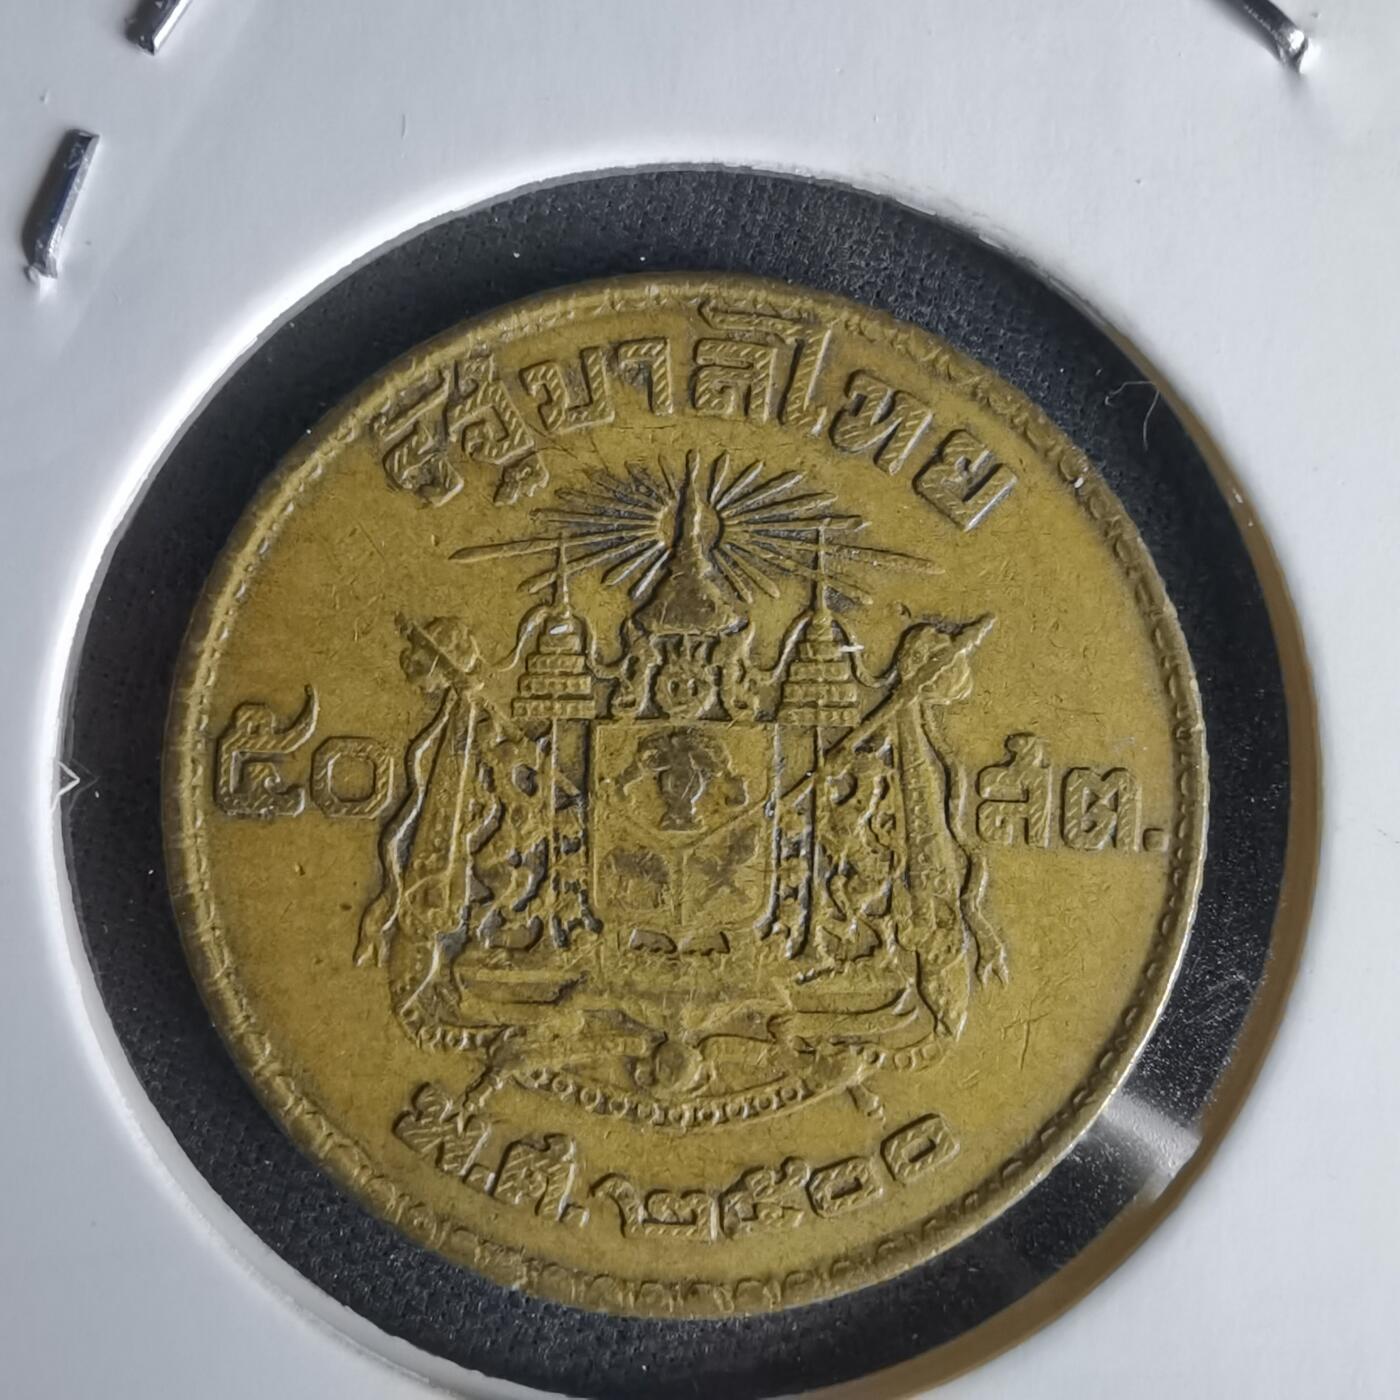 รัฐบาลไทย
๕๐
สต.
พ.ศ. ๒๕๐๐